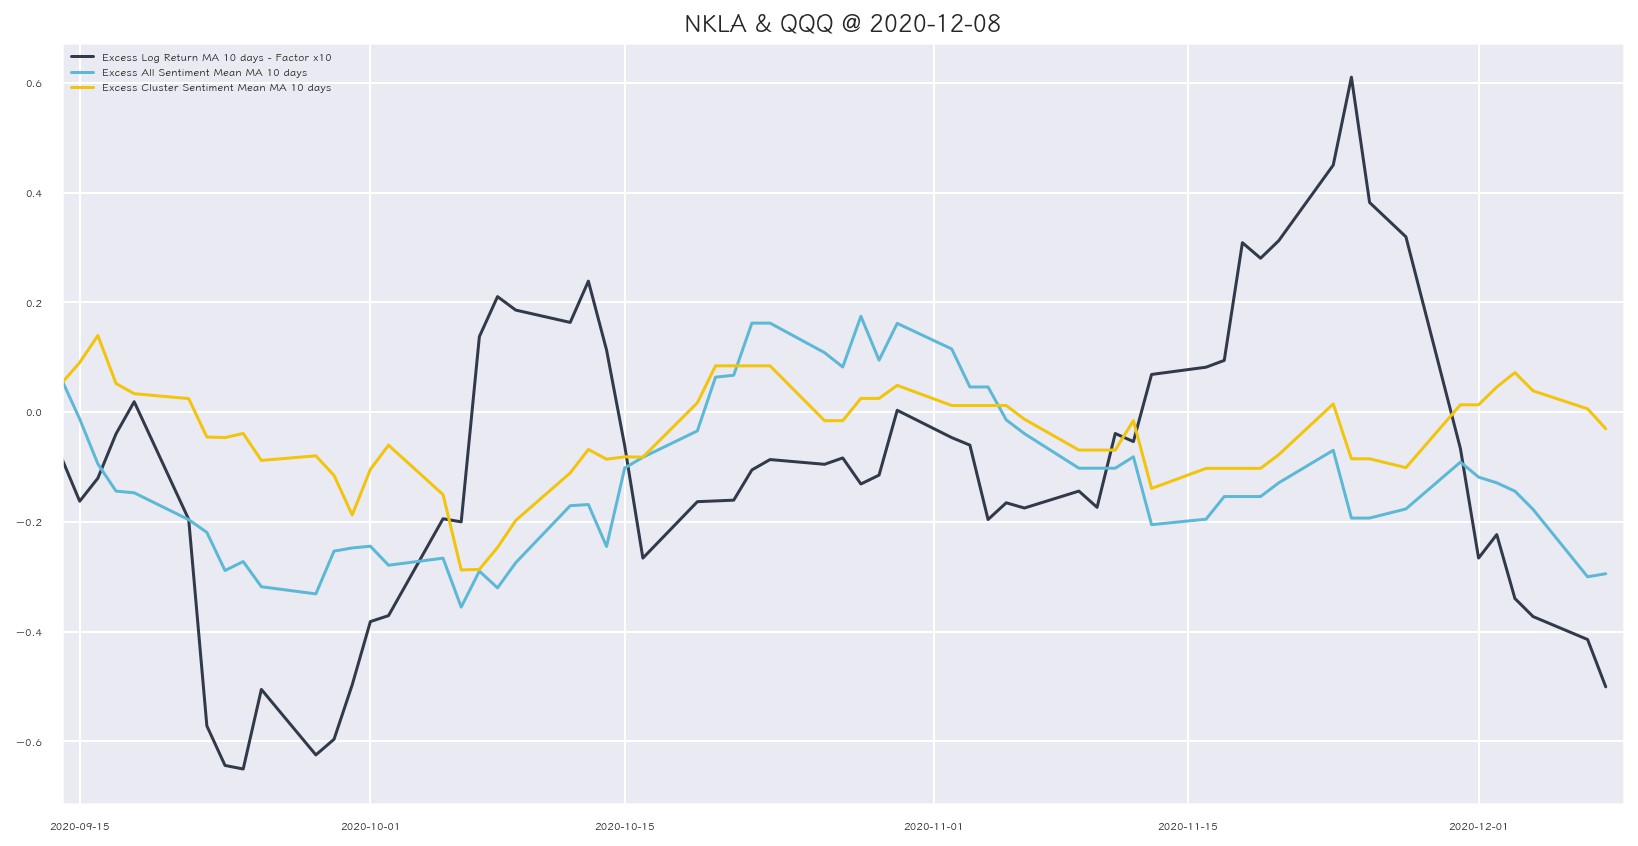 NKLA & QQQ @ 2020-12-08
Excess Log Return MA 10 days - Factor x10
Excess All Sentiment Mean MA 10 days
Excess Cluster Sentiment Mean MA 10 days
0.6
0.4
0.2
0.0
−0.2
−0.4
−0.6
2020-09-15 2020-10-01 2020-10-15 2020-11-01 2020-11-15 2020-12-01